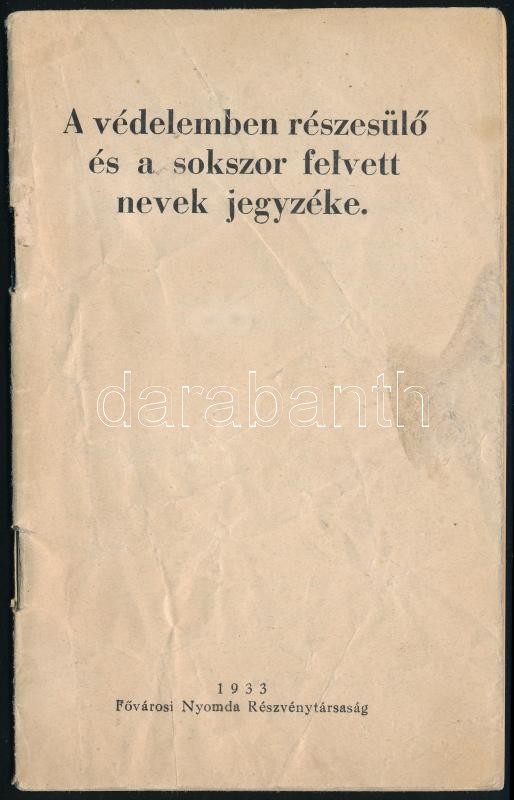 A védelemben részesülő
és a sokszor felvett
nevek jegyzéke.
darabanth
1933
Fővárosi Nyomda Részvénytársaság